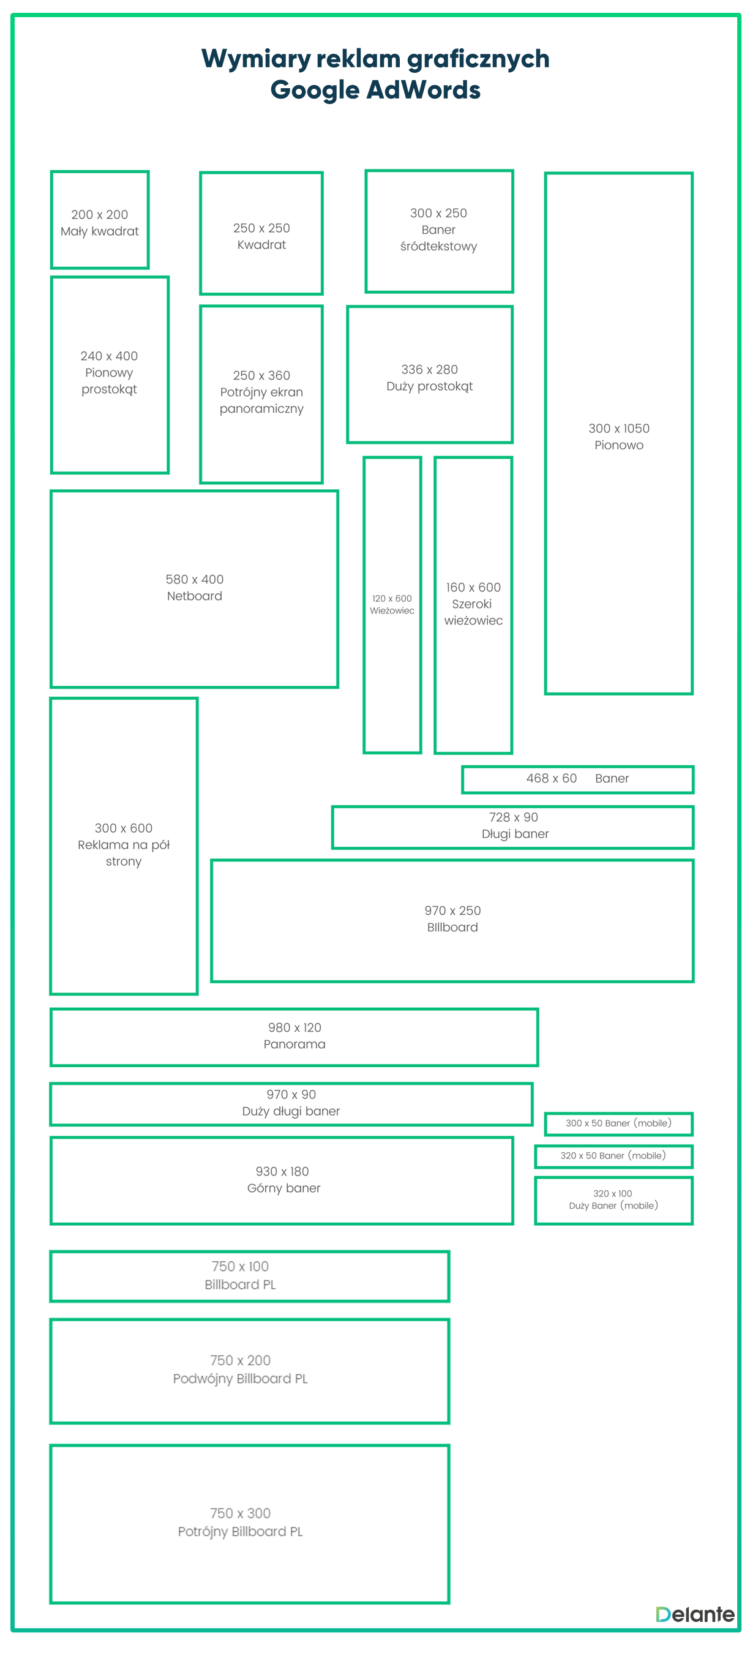 Wymiary reklam graficznych
Google AdWords
200 x 200
Mały kwadrat
250 x 250
Kwadrat
300 x 250
Baner
śródtekstowy
240 x 400
Pionowy
prostokąt
250 x 360
Potrójny ekran
panoramiczny
336 x 280
Duży prostokąt
300 x 1050
Pionowo
580 x 400
Netboard
120 x 600
Wieżowiec
160 x 600
Szeroki
wieżowiec
468 x 60 Baner
728 x 90
Długi baner
300 x 600
Reklama na pół
strony
970 x 250
BIllboard
980 x 120
Panorama
970 x 90
Duży długi baner
300 x 50 Baner (mobile)
320 x 50 Baner (mobile)
930 x 180
Górny baner
320 x 100
Duży Baner (mobile)
750 x 100
Billboard PL
750 x 200
Podwójny Billboard PL
750 x 300
Potrójny Billboard PL
Delante